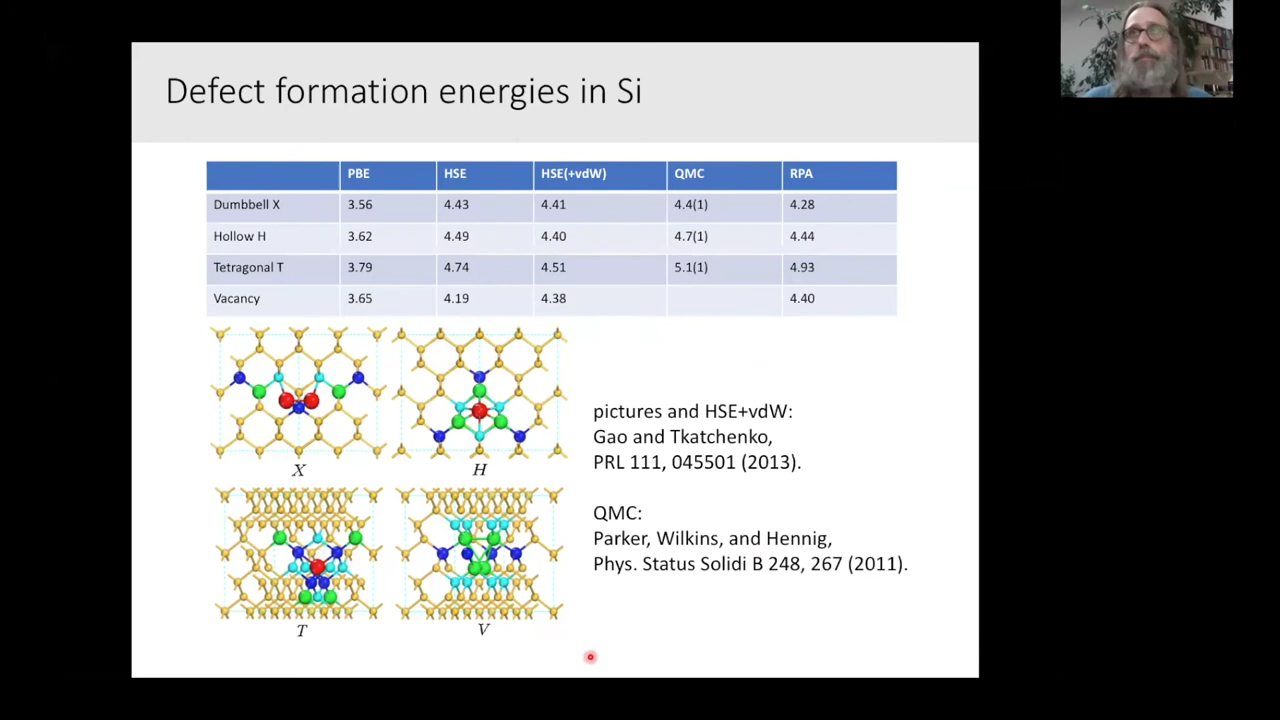 Defect formation energies in Si
PBE HSE HSE(+vdW) QMC RPA
Dumbbell X 3.56 4.43 4.41 4.4(1) 4.28
Hollow H 3.62 4.49 4.40 4.7(1) 4.44
Tetragonal T 3.79 4.74 4.51 5.1(1) 4.93
Vacancy 3.65 4.19 4.38 4.40
X H
T V
pictures and HSE+vdW:
Gao and Tkatchenko,
PRL 111, 045501 (2013).
QMC:
Parker, Wilkins, and Hennig,
Phys. Status Solidi B 248, 267 (2011).